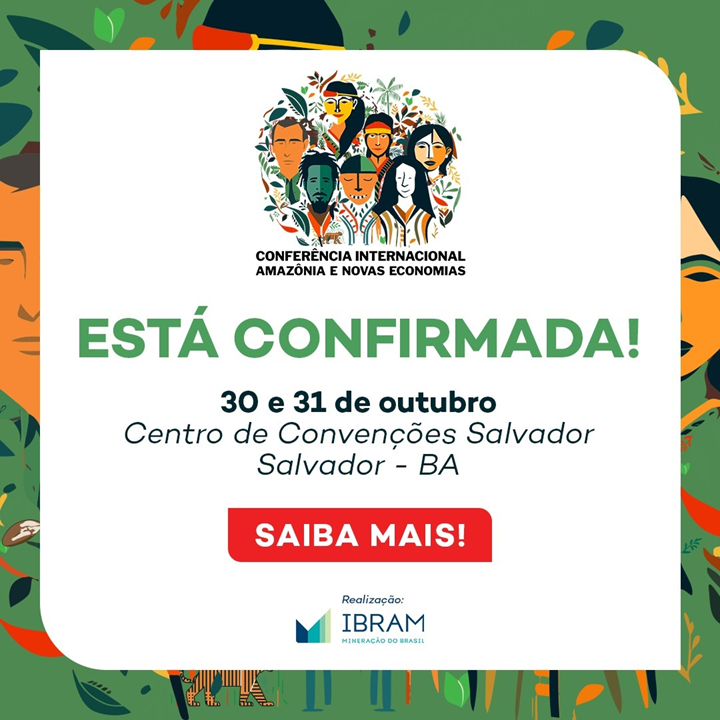 CONFERÊNCIA INTERNACIONAL
AMAZÔNIA E NOVAS ECONOMIAS
ESTÁ CONFIRMADA!
30 e 31 de outubro
Centro de Convenções Salvador
Salvador - BA
SAIBA MAIS!
Realização:
IBRAM
MINERAÇÃO DO BRASIL